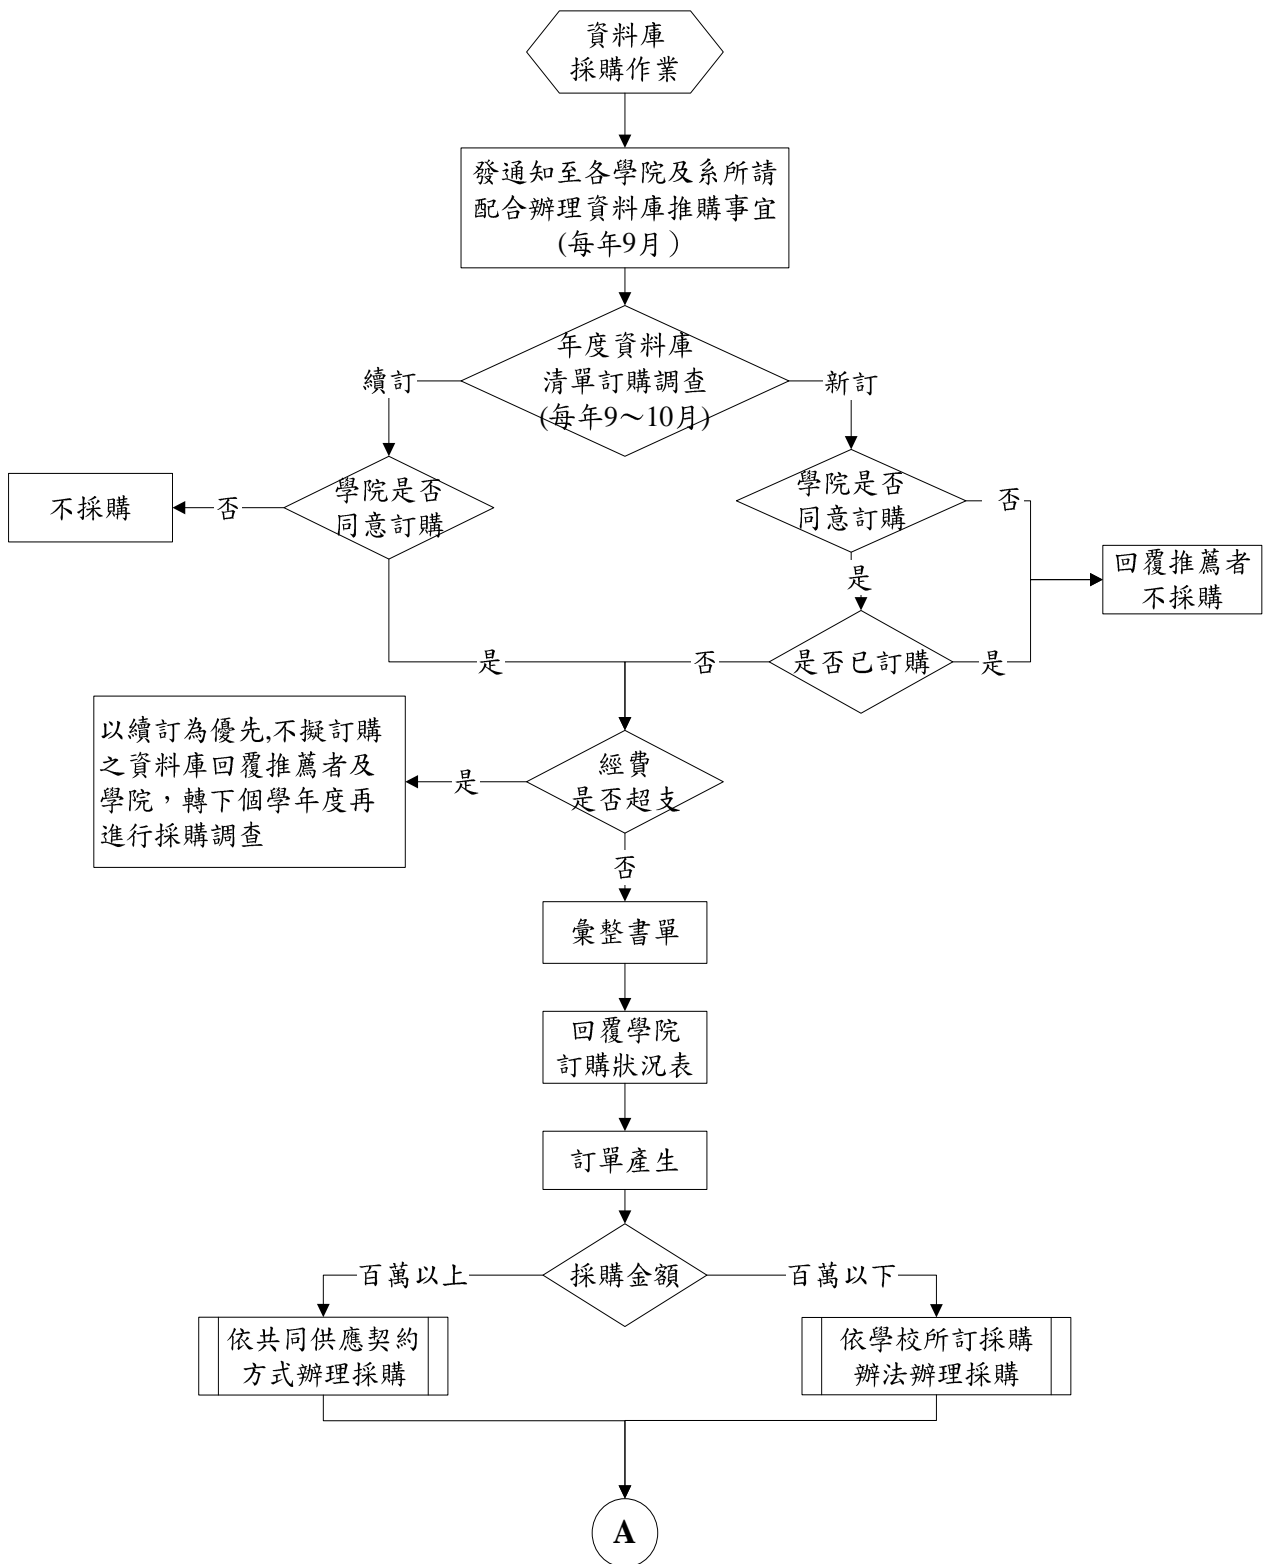 資料庫
採購作業
發通知至各學院及系所請
配合辦理資料庫推購事宜
(每年9月）
年度資料庫
清單訂購調查
(每年9～10月)
續訂
新訂
學院是否
同意訂購
否
不採購
學院是否
同意訂購
否
回覆推薦者
不採購
是
是否已訂購
是
否
是
經費
是否超支
是
以續訂為優先,不擬訂購
之資料庫回覆推薦者及
學院，轉下個學年度再
進行採購調查
否
彙整書單
回覆學院
訂購狀況表
訂單產生
採購金額
百萬以上
百萬以下
依共同供應契約
方式辦理採購
依學校所訂採購
辦法辦理採購
A